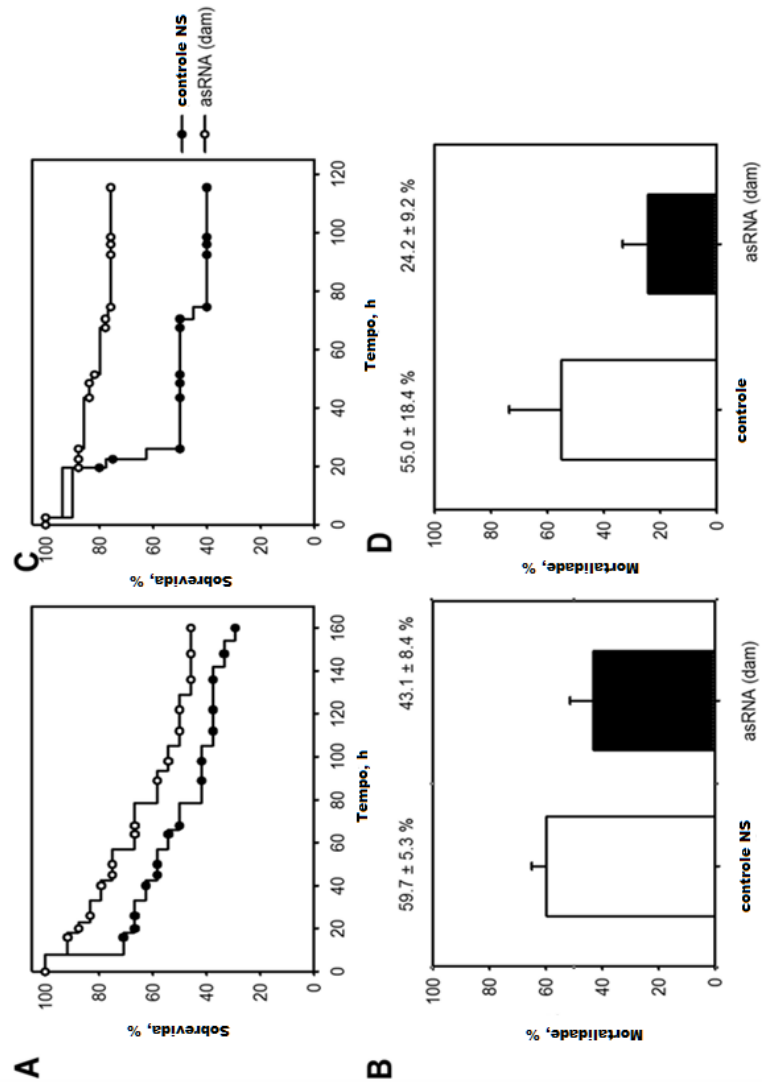 A
Sobrevida, %
100
80
60
40
20
0
0 20 40 60 80 100 120 140 160
Tempo, h
C
Sobrevida, %
100
80
60
40
20
0
0 20 40 60 80 100 120
Tempo, h
controle NS
asRNA (dam)
B
Mortalidade, %
100
80
60
40
20
0
59.7 ± 5.3 % 43.1 ± 8.4 %
controle NS asRNA (dam)
D
Mortalidade, %
100
80
60
40
20
0
55.0 ± 18.4 % 24.2 ± 9.2 %
controle asRNA (dam)